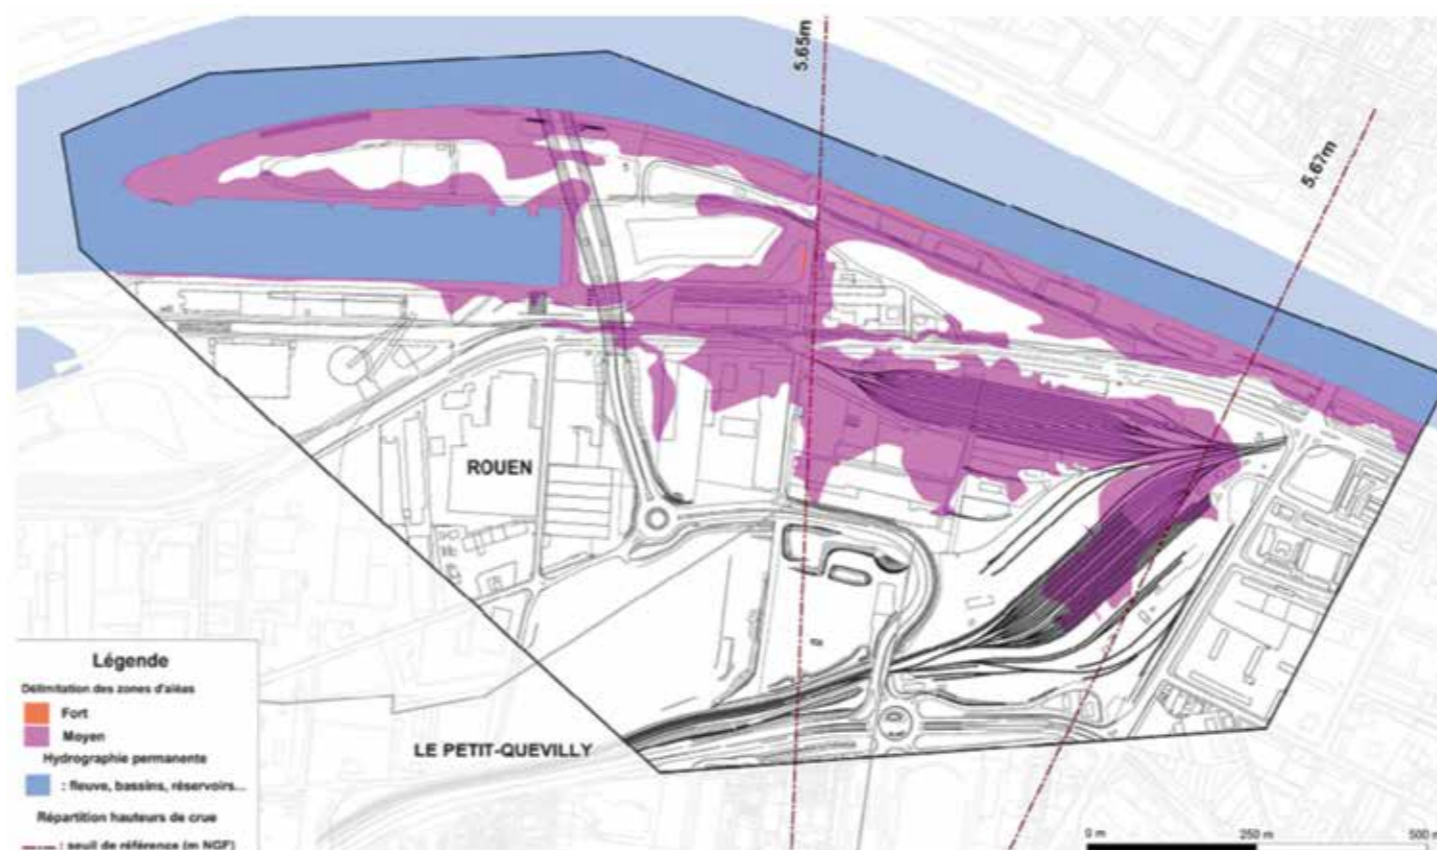 5.65m
5.67m
ROUEN
LE PETIT-QUEVILLY
Légende
Délimitation des zones d'aléas
Fort
Moyen
Hydrographie permanente
: fleuve, bassins, réservoirs...
Répartition hauteurs de crue
: seuil de référence (m NGF)
0 m
250 m
500 m